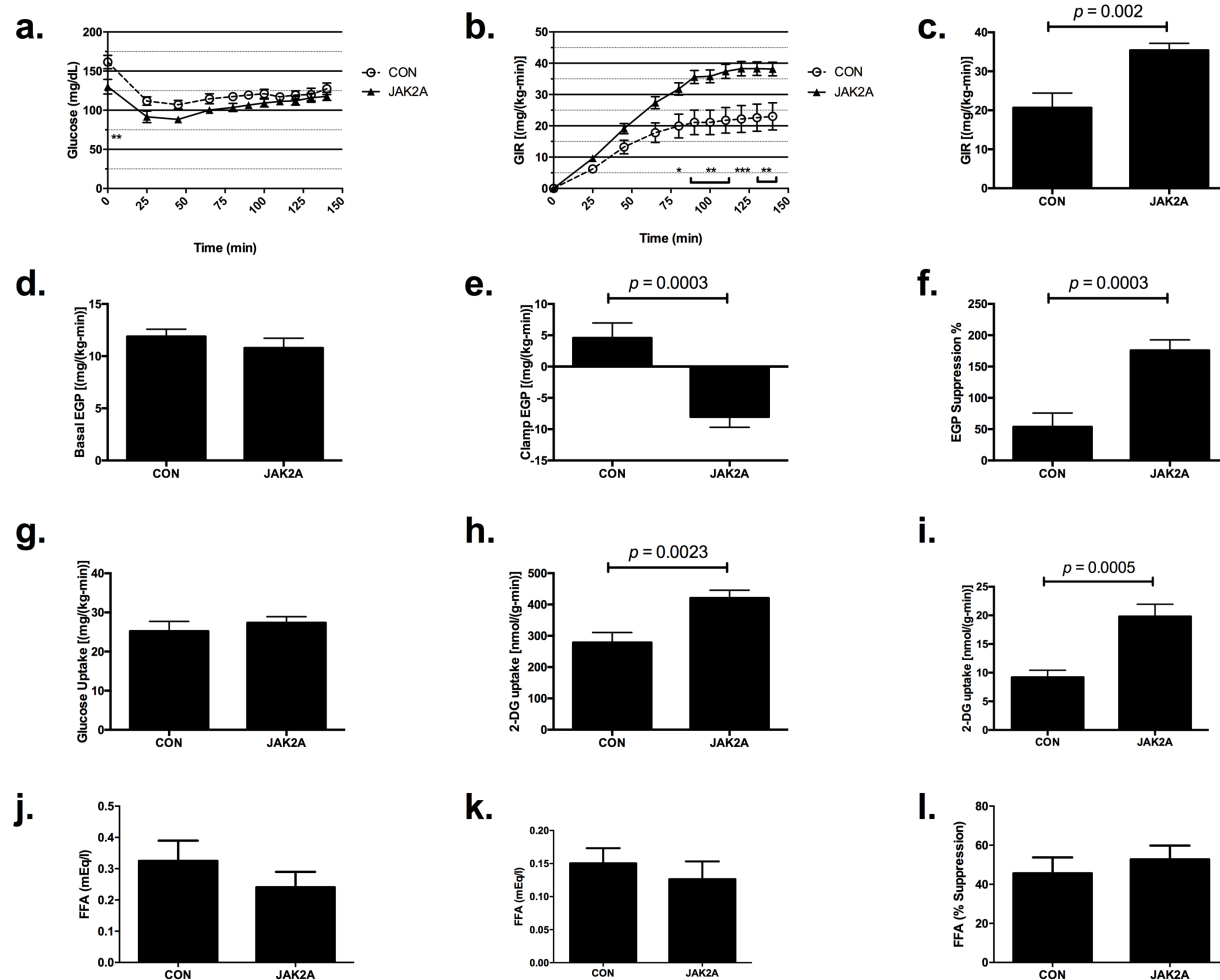 a.
200
150
100
50
0
Glucose (mg/dL)
**
0
25
50
75
100
125
150
Time (min)
CON
JAK2A
b.
50
40
30
20
10
0
GIR [(mg/(kg-min)]
*
**
***
**
0
25
50
75
100
125
150
Time (min)
CON
JAK2A
c.
p = 0.002
40
30
20
10
0
GIR [(mg/(kg-min)]
CON
JAK2A
d.
15
10
5
0
Basal EGP [(mg/(kg-min)]
CON
JAK2A
e.
p = 0.0003
10
5
0
-5
-10
-15
Clamp EGP [(mg/(kg-min)]
CON
JAK2A
f.
p = 0.0003
250
200
150
100
50
0
EGP Suppression %
CON
JAK2A
g.
40
30
20
10
0
Glucose Uptake [(mg/(kg-min)]
CON
JAK2A
h.
p = 0.0023
500
400
300
200
100
0
2-DG uptake [nmol/(g-min)]
CON
JAK2A
i.
p = 0.0005
25
20
15
10
5
0
2-DG uptake [nmol/(g-min)]
CON
JAK2A
j.
0.5
0.4
0.3
0.2
0.1
0.0
FFA (mEq/l)
CON
JAK2A
k.
0.20
0.15
0.10
0.05
0.00
FFA (mEq/l)
CON
JAK2A
l.
80
60
40
20
0
FFA (% Suppression)
CON
JAK2A